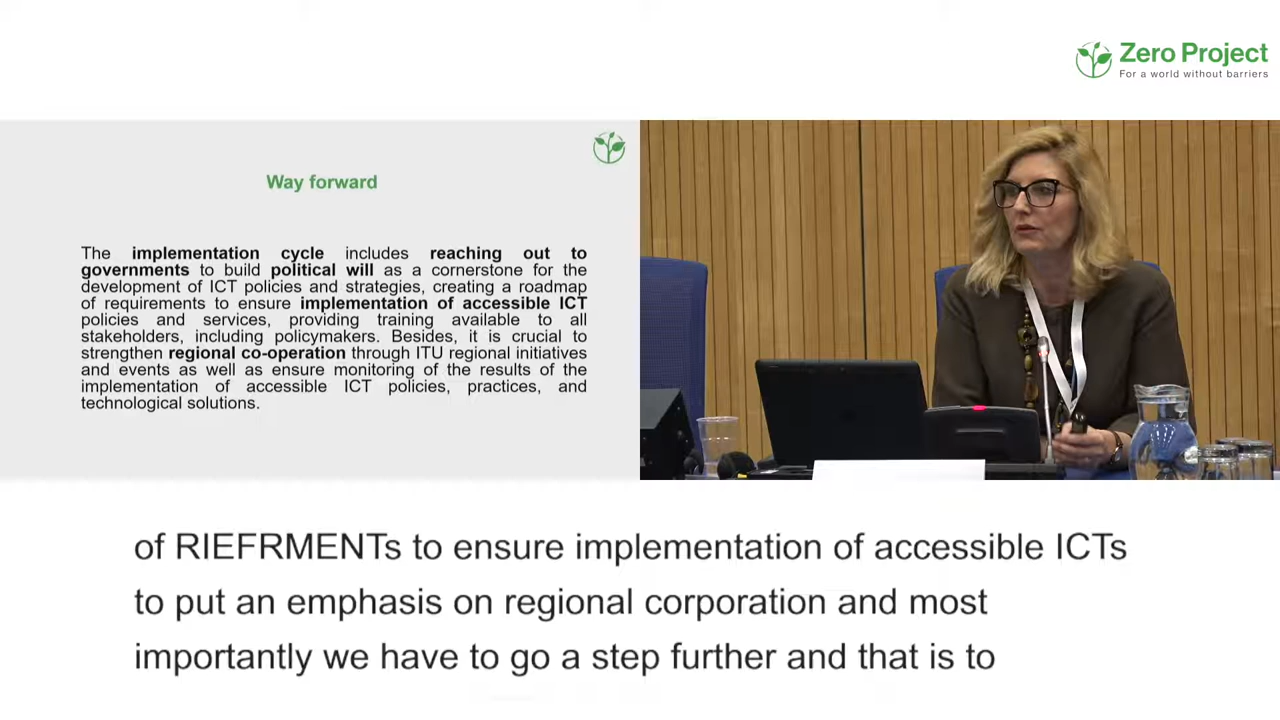 Zero Project
For a world without barriers
Way forward
The implementation cycle includes reaching out to
governments to build political will as a cornerstone for the
development of ICT policies and strategies, creating a roadmap
of requirements to ensure implementation of accessible ICT
policies and services, providing training available to all
stakeholders, including policymakers. Besides, it is crucial to
strengthen regional co-operation through ITU regional initiatives
and events as well as ensure monitoring of the results of the
implementation of accessible ICT policies, practices, and
technological solutions.
of RIEFRMENTs to ensure implementation of accessible ICTs
to put an emphasis on regional corporation and most
importantly we have to go a step further and that is to